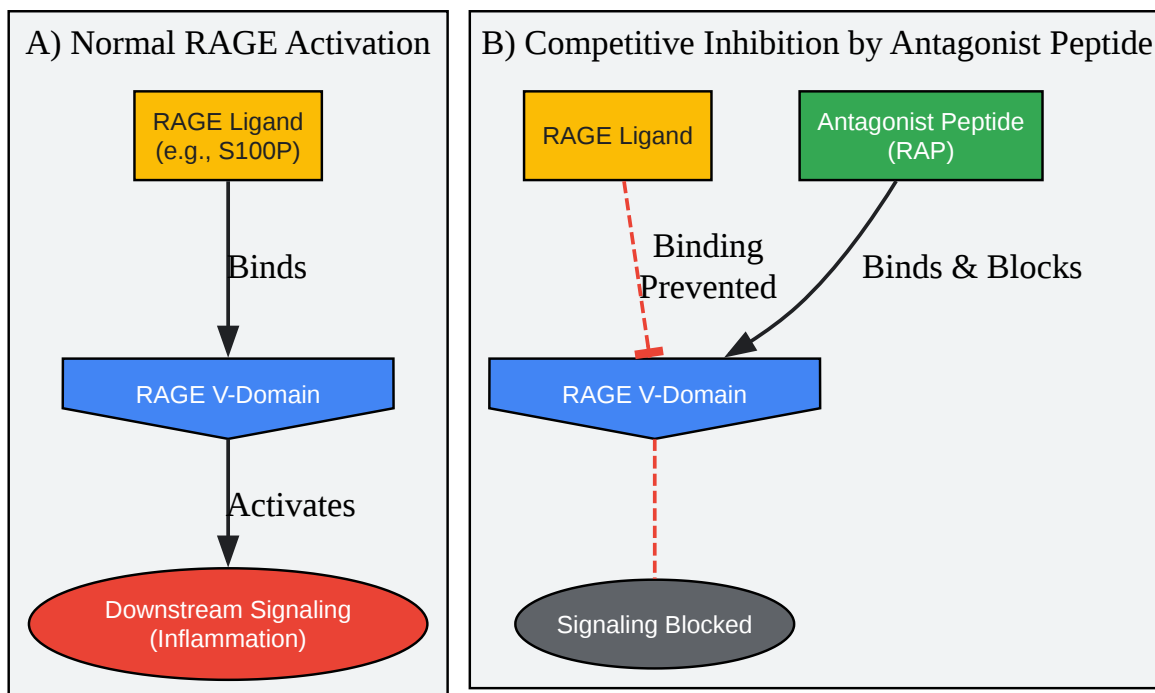 A) Normal RAGE Activation
RAGE Ligand
(e.g., S100P)
Binds
RAGE V-Domain
Activates
Downstream Signaling
(Inflammation)
B) Competitive Inhibition by Antagonist Peptide
RAGE Ligand
Antagonist Peptide
(RAP)
Binding
Prevented
Binds & Blocks
RAGE V-Domain
Signaling Blocked